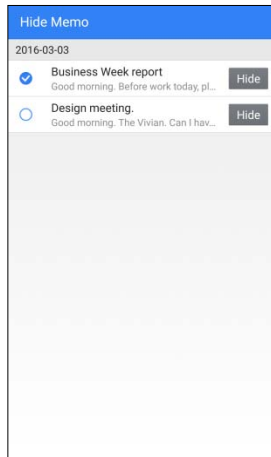 Hide Memo
2016-03-03
Business Week report
Good morning. Before work today, pl...
Hide
Design meeting.
Good morning. The Vivian. Can I hav...
Hide